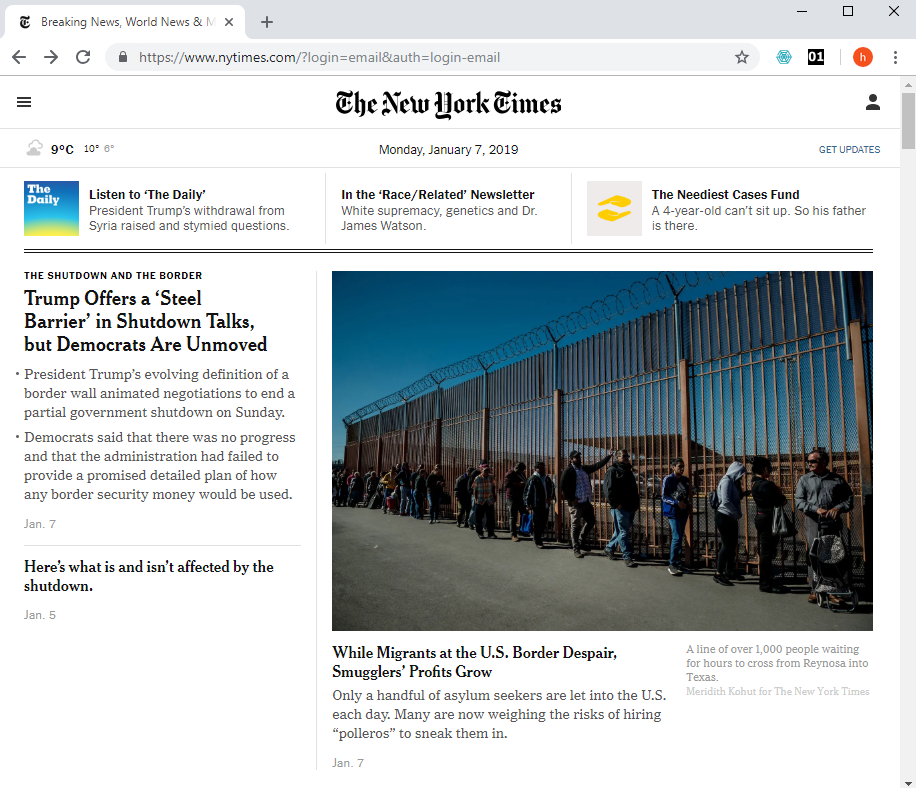 Breaking News, World News & M
https://www.nytimes.com/?login=email&auth=login-email
01
h
The New York Times
9°C 10° 6°
Monday, January 7, 2019
GET UPDATES
The
Daily
Listen to ‘The Daily’
President Trump’s withdrawal from
Syria raised and stymied questions.
In the ‘Race/Related’ Newsletter
White supremacy, genetics and Dr.
James Watson.
The Neediest Cases Fund
A 4-year-old can’t sit up. So his father
is there.
THE SHUTDOWN AND THE BORDER
Trump Offers a ‘Steel
Barrier’ in Shutdown Talks,
but Democrats Are Unmoved
• President Trump’s evolving definition of a
border wall animated negotiations to end a
partial government shutdown on Sunday.
• Democrats said that there was no progress
and that the administration had failed to
provide a promised detailed plan of how
any border security money would be used.
Jan. 7
Here’s what is and isn’t affected by the
shutdown.
Jan. 5
While Migrants at the U.S. Border Despair,
Smugglers’ Profits Grow
Only a handful of asylum seekers are let into the U.S.
each day. Many are now weighing the risks of hiring
“polleros” to sneak them in.
Jan. 7
A line of over 1,000 people waiting
for hours to cross from Reynosa into
Texas.
Meridith Kohut for The New York Times